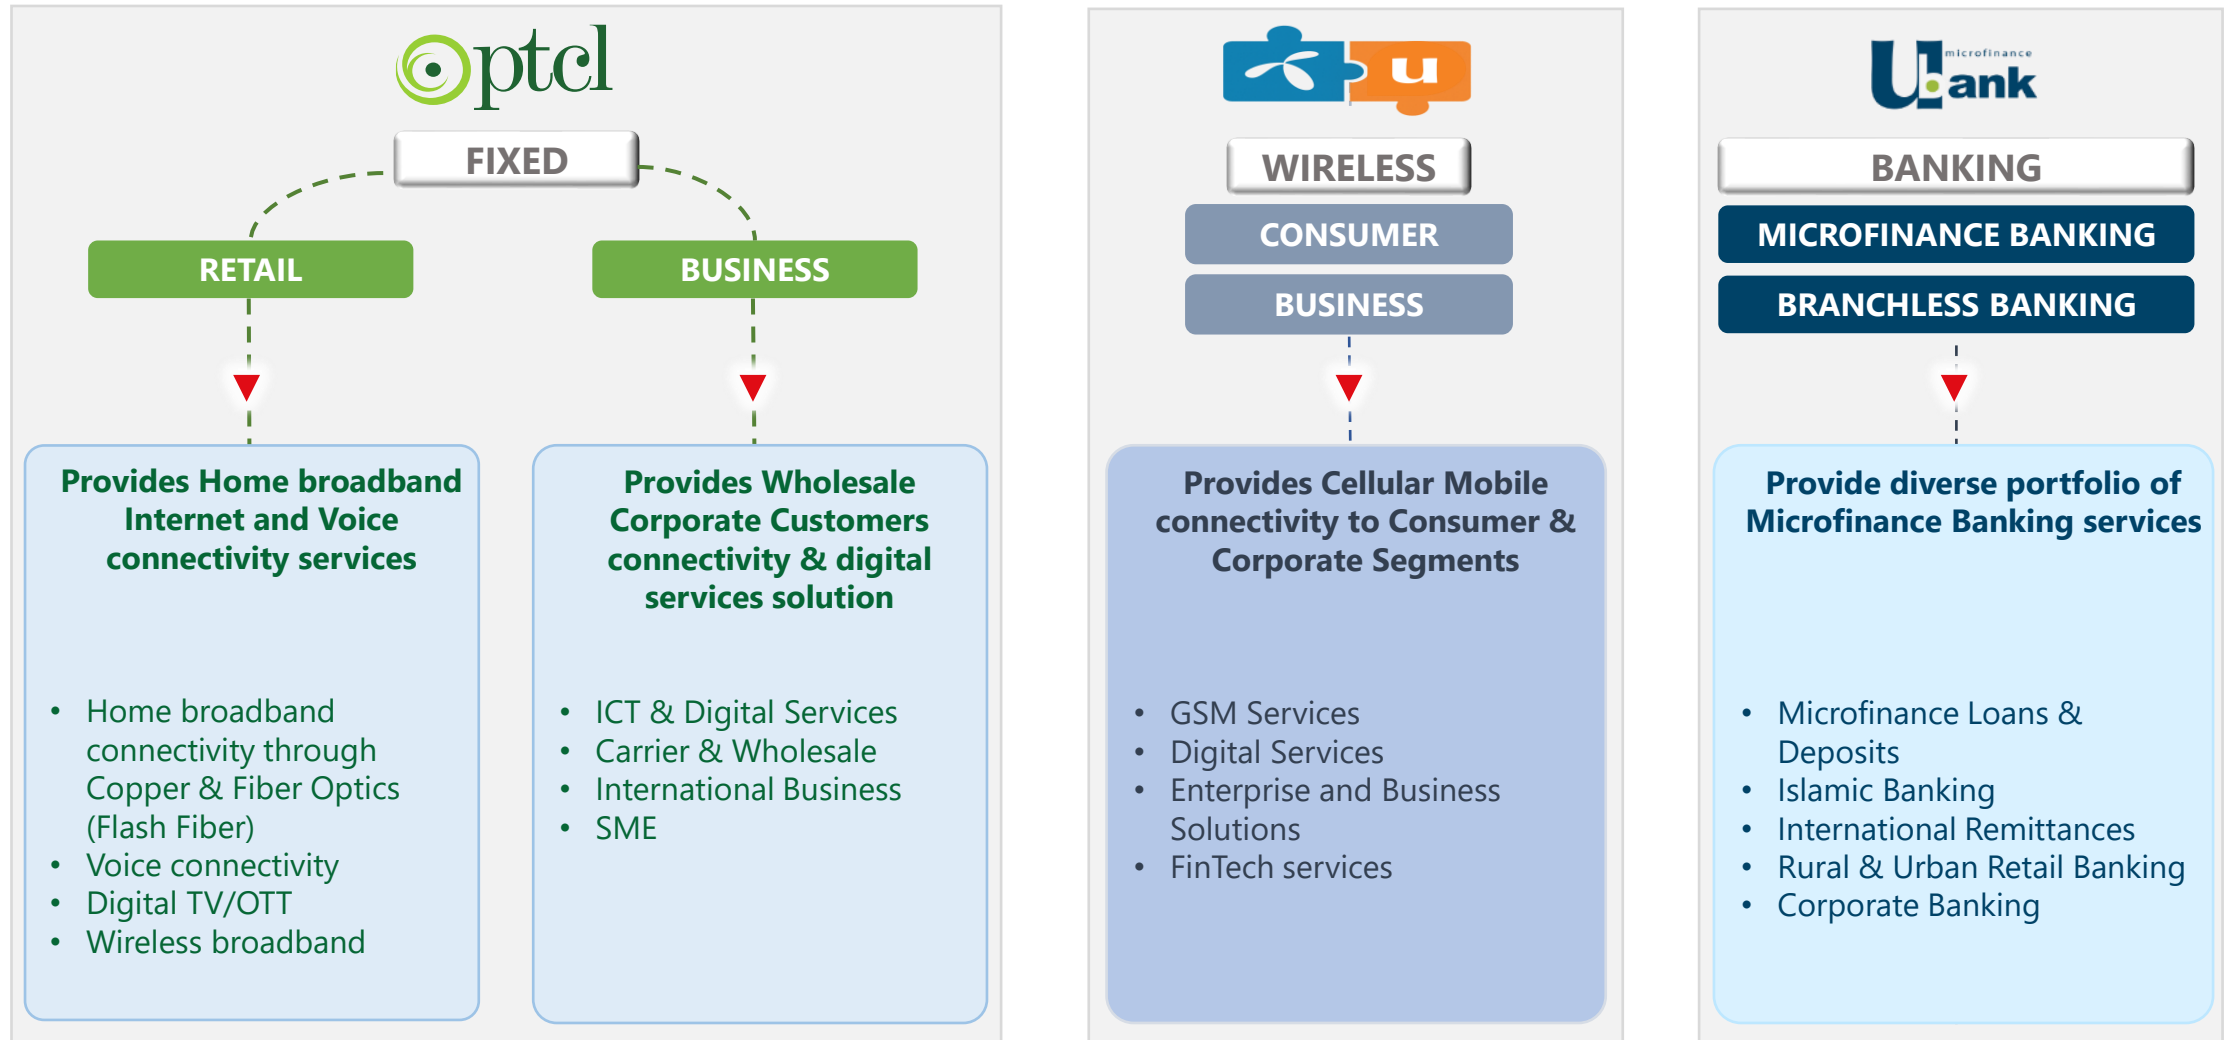 ptcl
FIXED
RETAIL
BUSINESS
Provides Home broadband
Internet and Voice
connectivity services
• Home broadband
connectivity through
Copper & Fiber Optics
(Flash Fiber)
• Voice connectivity
• Digital TV/OTT
• Wireless broadband
Provides Wholesale
Corporate Customers
connectivity & digital
services solution
• ICT & Digital Services
• Carrier & Wholesale
• International Business
• SME
u
WIRELESS
CONSUMER
BUSINESS
Provides Cellular Mobile
connectivity to Consumer &
Corporate Segments
• GSM Services
• Digital Services
• Enterprise and Business
Solutions
• FinTech services
microfinance
U.ank
BANKING
MICROFINANCE BANKING
BRANCHLESS BANKING
Provide diverse portfolio of
Microfinance Banking services
• Microfinance Loans &
Deposits
• Islamic Banking
• International Remittances
• Rural & Urban Retail Banking
• Corporate Banking